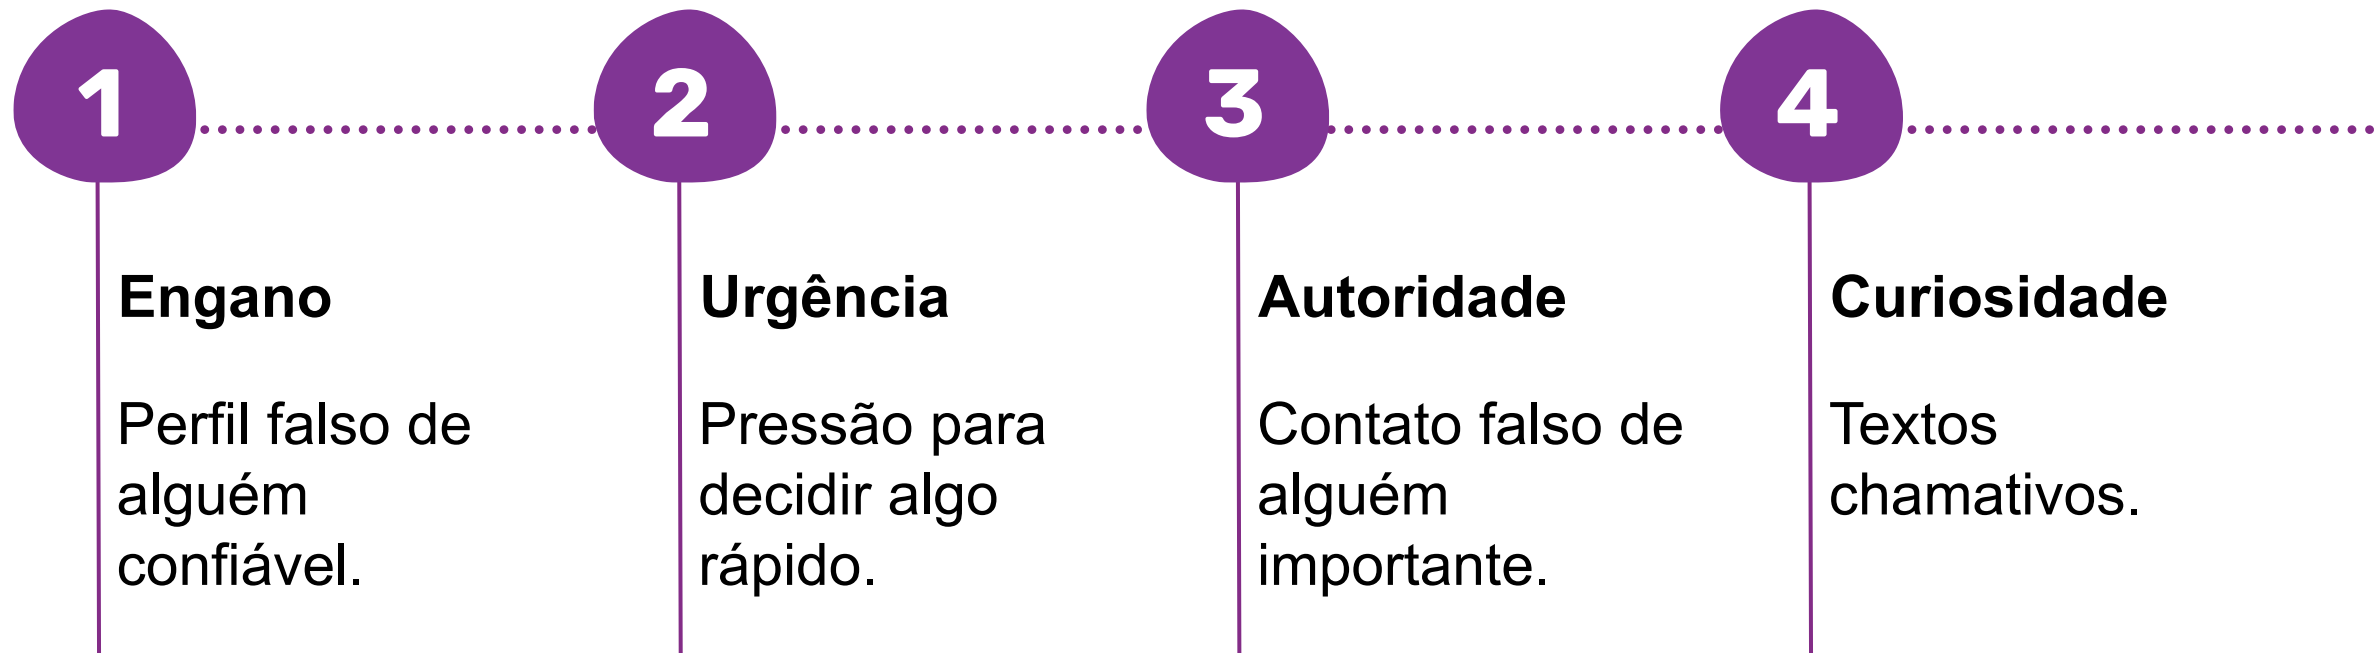 1
2
3
4
Engano
Perfil falso de
alguém
confiável.
Urgência
Pressão para
decidir algo
rápido.
Autoridade
Contato falso de
alguém
importante.
Curiosidade
Textos
chamativos.